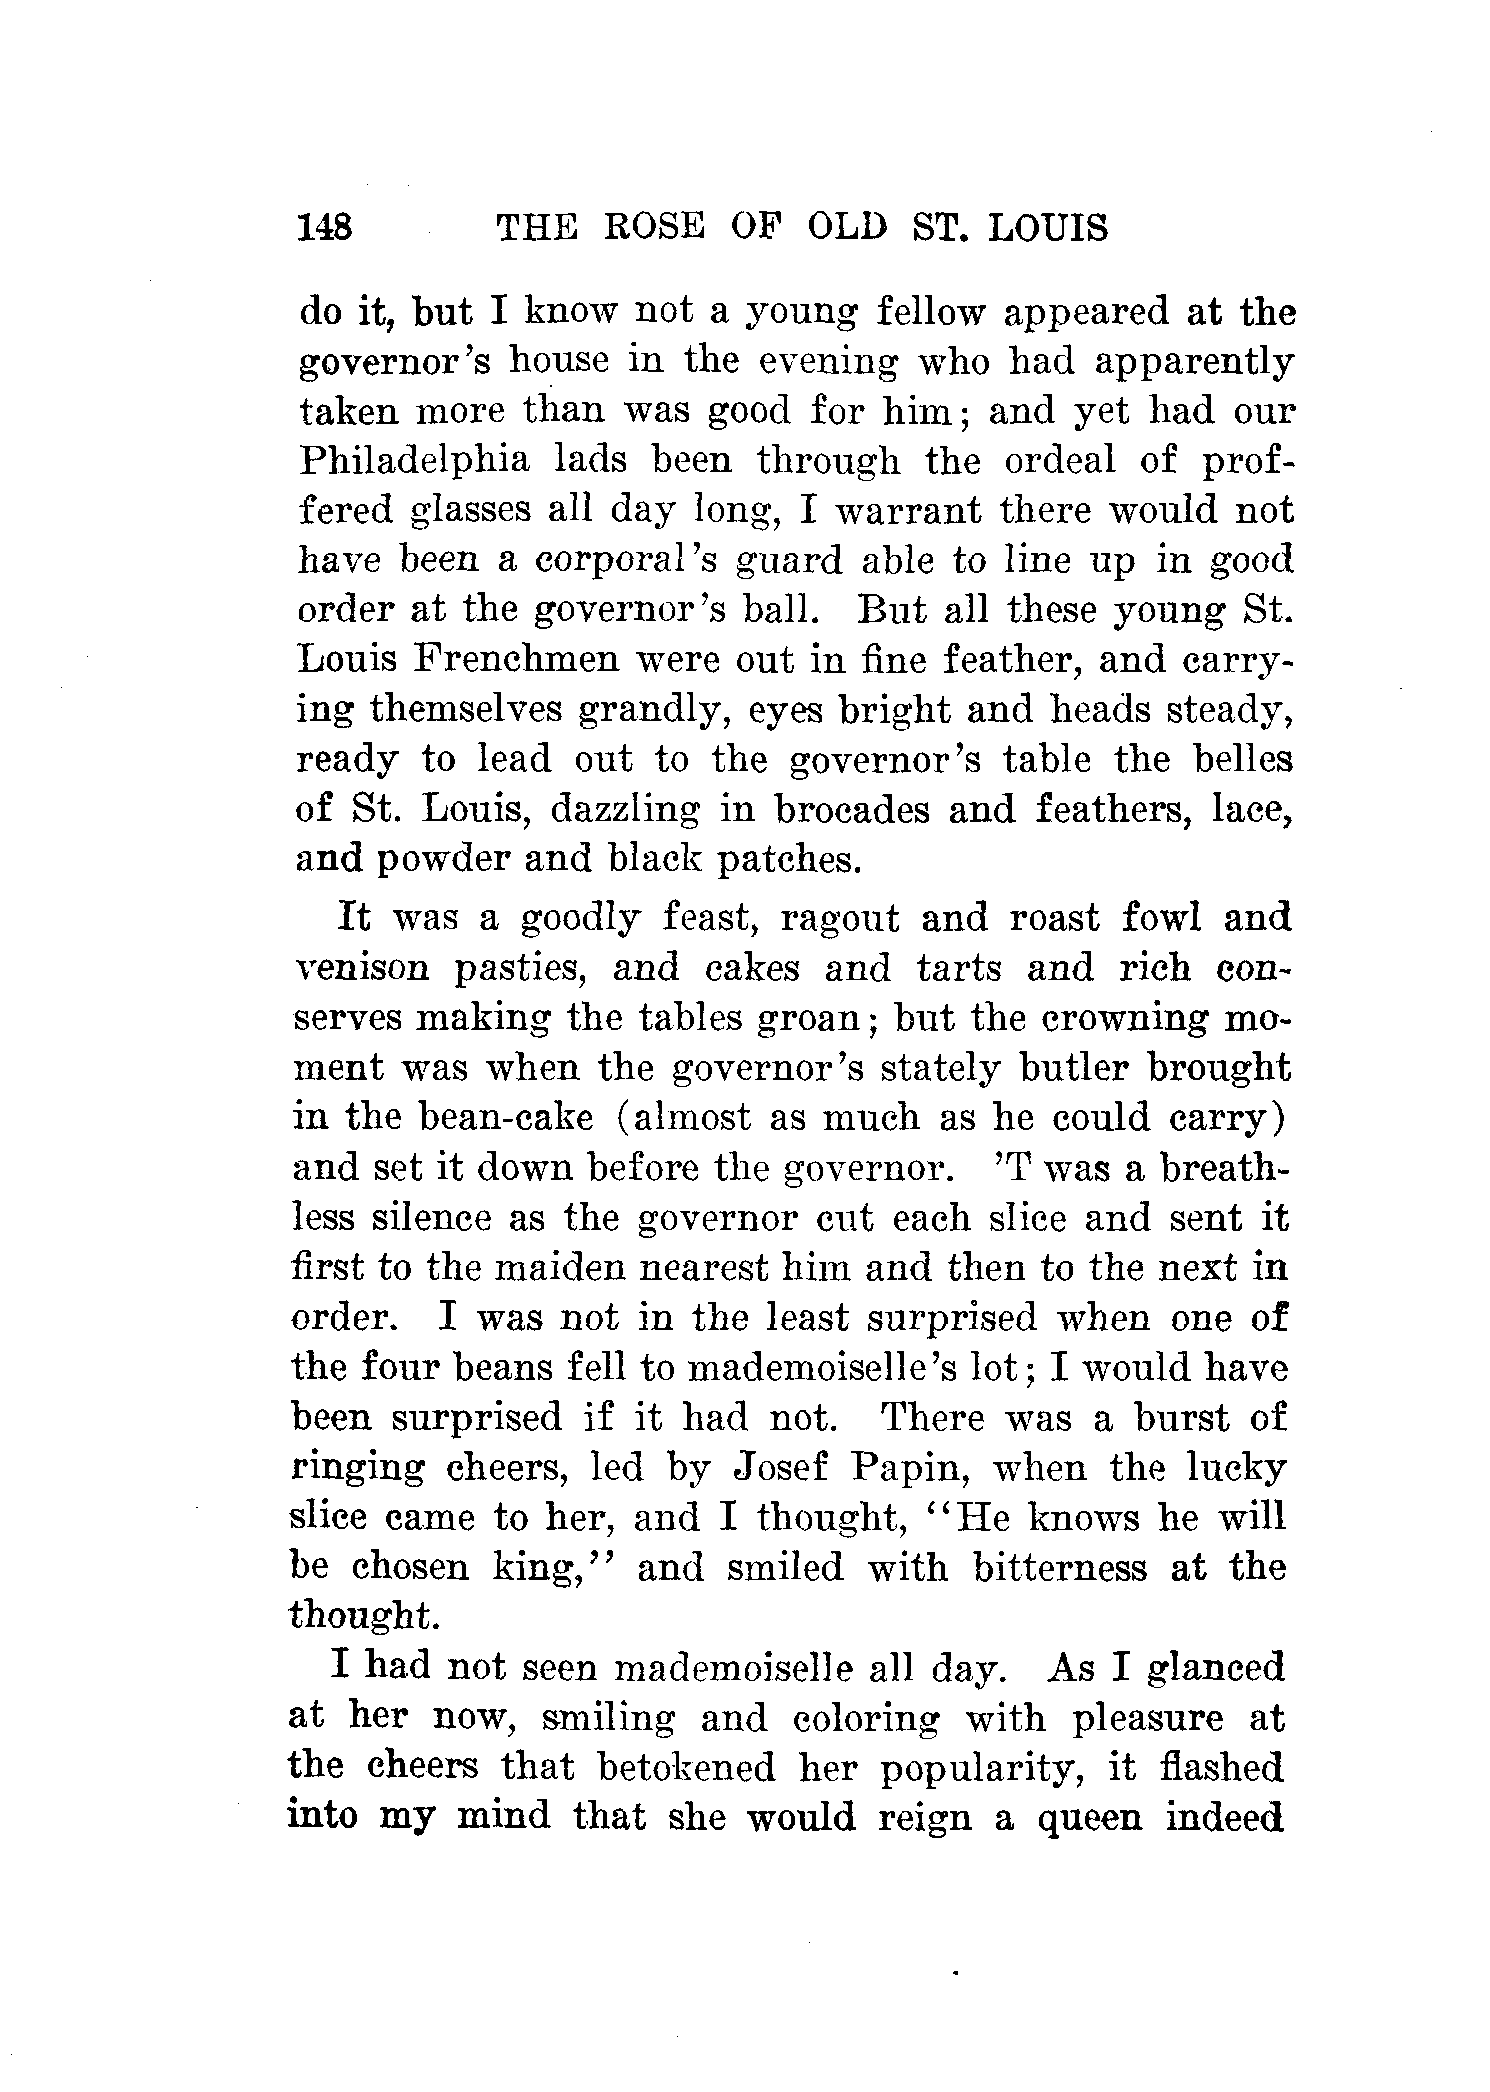 148 THE ROSE OF OLD ST. LOUIS
do it, but I know not a young fellow appeared at the
governor's house in the evening who had apparently
taken more than was good for him; and yet had our
Philadelphia lads been through the ordeal of prof-
fered glasses all day long, I warrant there would not
have been a corporal's guard able to line up in good
order at the governor's ball. But all these young St.
Louis Frenchmen were out in fine feather, and carry-
ing themselves grandly, eyes bright and heads steady,
ready to lead out to the governor's table the belles
of St. Louis, dazzling in brocades and feathers, lace,
and powder and black patches.
It was a goodly feast, ragout and roast fowl and
venison pasties, and cakes and tarts and rich con-
serves making the tables groan; but the crowning mo-
ment was when the governor's stately butler brought
in the bean-cake (almost as much as he could carry)
and set it down before the governor. 'T was a breath-
less silence as the governor cut each slice and sent it
first to the maiden nearest him and then to the next in
order. I was not in the least surprised when one of
the four beans fell to mademoiselle's lot; I would have
been surprised if it had not. There was a burst of
ringing cheers, led by Josef Papin, when the lucky
slice came to her, and I thought, "He knows he will
be chosen king," and smiled with bitterness at the
thought.
I had not seen mademoiselle all day. As I glanced
at her now, smiling and coloring with pleasure at
the cheers that betokened her popularity, it flashed
into my mind that she would reign a queen indeed